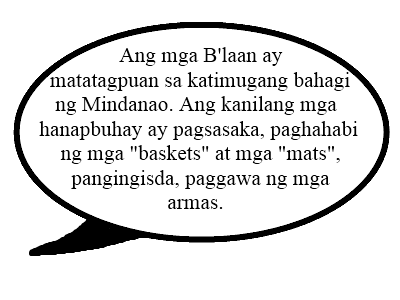 Ang mga B'laan ay
matatagpuan sa katimugang bahagi
ng Mindanao. Ang kanilang mga
hanapbuhay ay pagsasaka, paghahabi
ng mga "baskets" at mga "mats",
pangingisda, paggawa ng mga
armas.